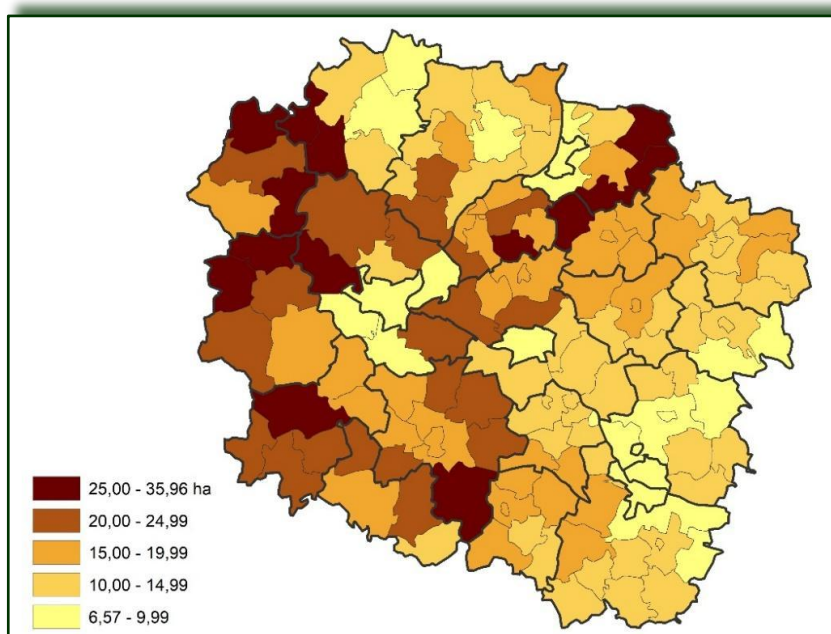 25,00 - 35,96 ha
20,00 - 24,99
15,00 - 19,99
10,00 - 14,99
6,57 - 9,99